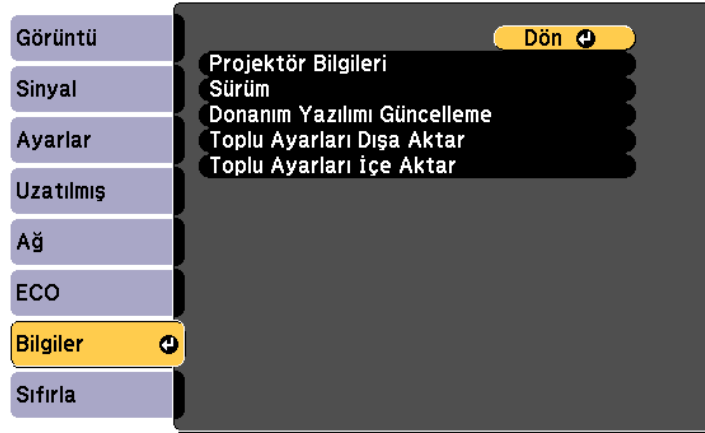 Görüntü
Sinyal
Ayarlar
Uzatılmış
Ağ
ECO
Bilgiler
Sıfırla
Dön
Projektör Bilgileri
Sürüm
Donanım Yazılımı Güncelleme
Toplu Ayarları Dışa Aktar
Toplu Ayarları İçe Aktar